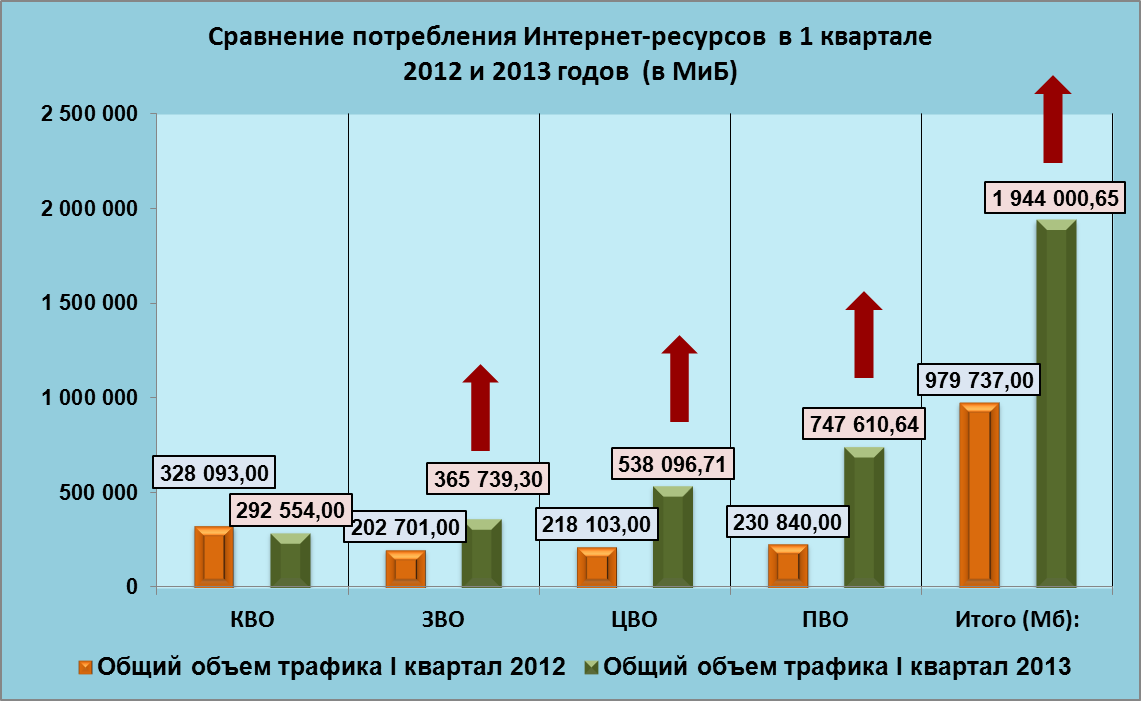 Сравнение потребления Интернет-ресурсов в 1 квартале
2012 и 2013 годов (в МиБ)
2 500 000
2 000 000
1 500 000
1 000 000
500 000
0
328 093,00
292 554,00
202 701,00
365 739,30
218 103,00
538 096,71
230 840,00
747 610,64
979 737,00
1 944 000,65
КВО ЗВО ЦВО ПВО Итого (Мб):
Общий объем трафика I квартал 2012 Общий объем трафика I квартал 2013